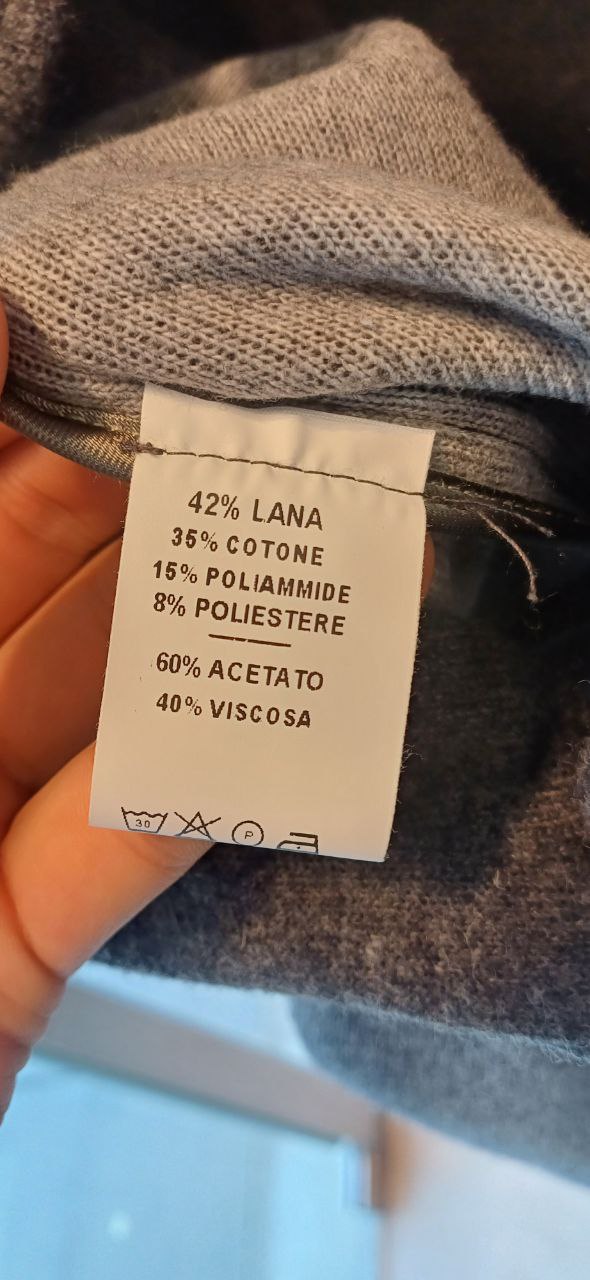 42% LANA
35% COTONE
15% POLIAMMIDE
8% POLIESTERE
60% ACETATO
40% VISCOSA
30 P